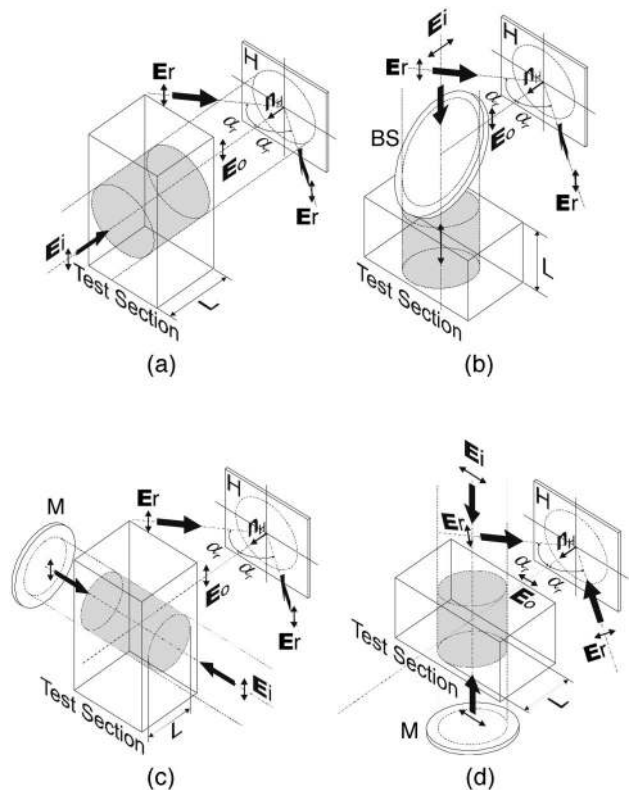 H
Er
nH
αr
αr
Eo
Er
Ei
Test Section
L
(a)
Ei
H
Er
nH
αr
αr
Eo
BS
Er
Test Section
L
(b)
M
H
Er
nH
αr
αr
Eo
Er
Ei
Test Section
L
(c)
Ei
H
Er
nH
αr
αr
Eo
Er
Test Section
L
M
(d)